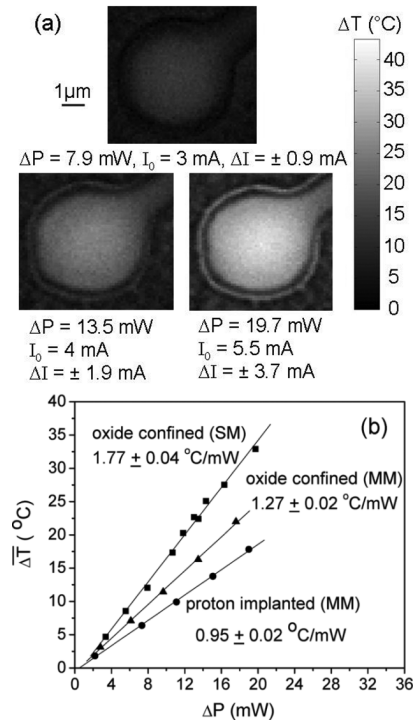 (a)
ΔT (°C)
1μm
40
35
30
25
20
15
10
5
0
ΔP = 7.9 mW, I₀ = 3 mA, ΔI = ± 0.9 mA
ΔP = 13.5 mW
I₀ = 4 mA
ΔI = ± 1.9 mA
ΔP = 19.7 mW
I₀ = 5.5 mA
ΔI = ± 3.7 mA
(b)
40
35
30
25
20
15
10
5
0
ΔT (°C)
oxide confined (SM)
1.77 ± 0.04 °C/mW
oxide confined (MM)
1.27 ± 0.02 °C/mW
proton implanted (MM)
0.95 ± 0.02 °C/mW
0 4 8 12 16 20 24 28 32 36
ΔP (mW)